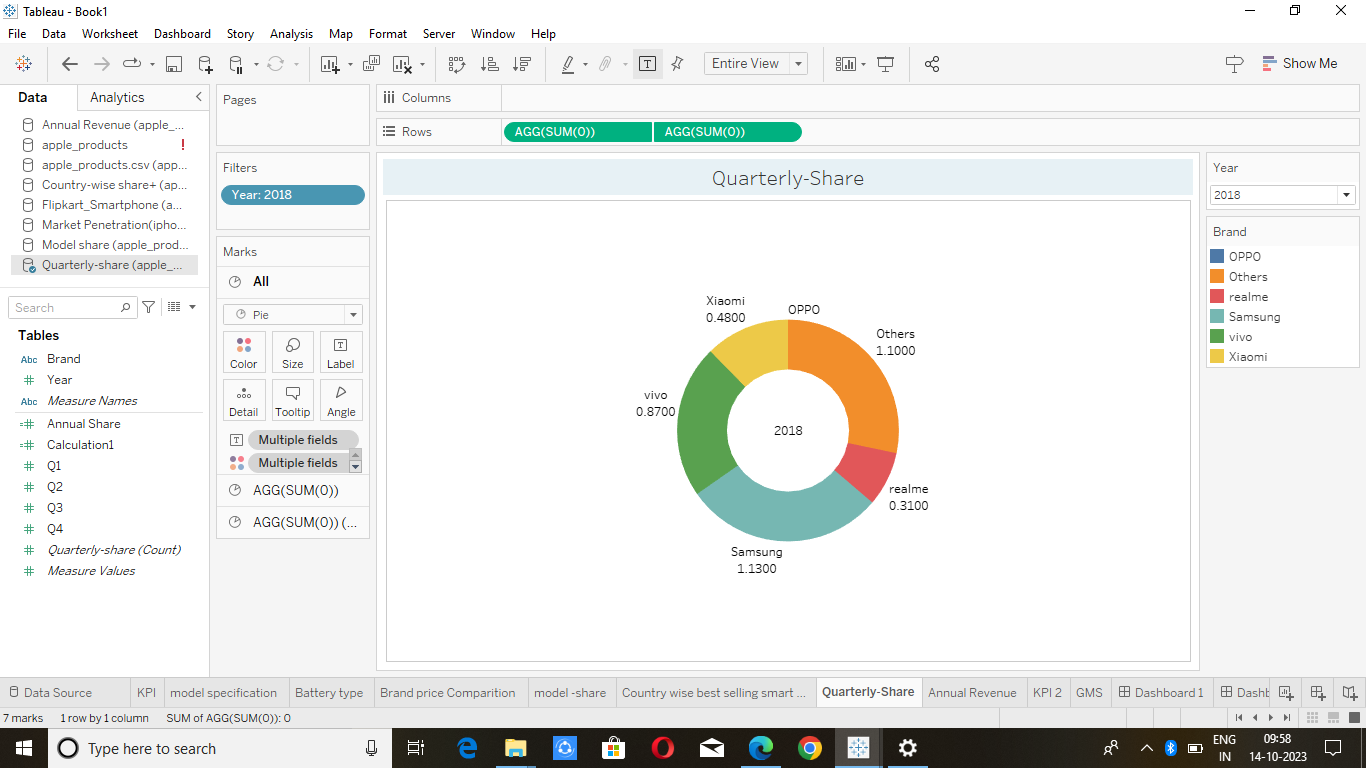 Tableau - Book1
File Data Worksheet Dashboard Story Analysis Map Format Server Window Help
Entire View
Show Me
Data Analytics
Annual Revenue (apple_...
apple_products
apple_products.csv (app...
Country-wise share+ (ap...
Flipkart_Smartphone (a...
Market Penetration(ipho...
Model share (apple_prod...
Quarterly-share (apple_...
Search
Tables
Abc Brand
Year
Abc Measure Names
Annual Share
Calculation1
Q1
Q2
Q3
Q4
Quarterly-share (Count)
Measure Values
Pages
Filters
Year: 2018
Marks
All
Pie
Color Size Label
Detail Tooltip Angle
Multiple fields
Multiple fields
AGG(SUM(0))
AGG(SUM(0)) (...
Columns
Rows AGG(SUM(0)) AGG(SUM(0))
Quarterly-Share
Xiaomi
0.4800
OPPO
Others
1.1000
vivo
0.8700
2018
realme
0.3100
Samsung
1.1300
Year
2018
Brand
OPPO
Others
realme
Samsung
vivo
Xiaomi
Data Source KPI model specification Battery type Brand price Comparition model -share Country wise best selling smart ... Quarterly-Share Annual Revenue KPI 2 GMS Dashboard 1 Dashb
7 marks 1 row by 1 column SUM of AGG(SUM(0)): 0
Type here to search
ENG
IN
09:58
14-10-2023